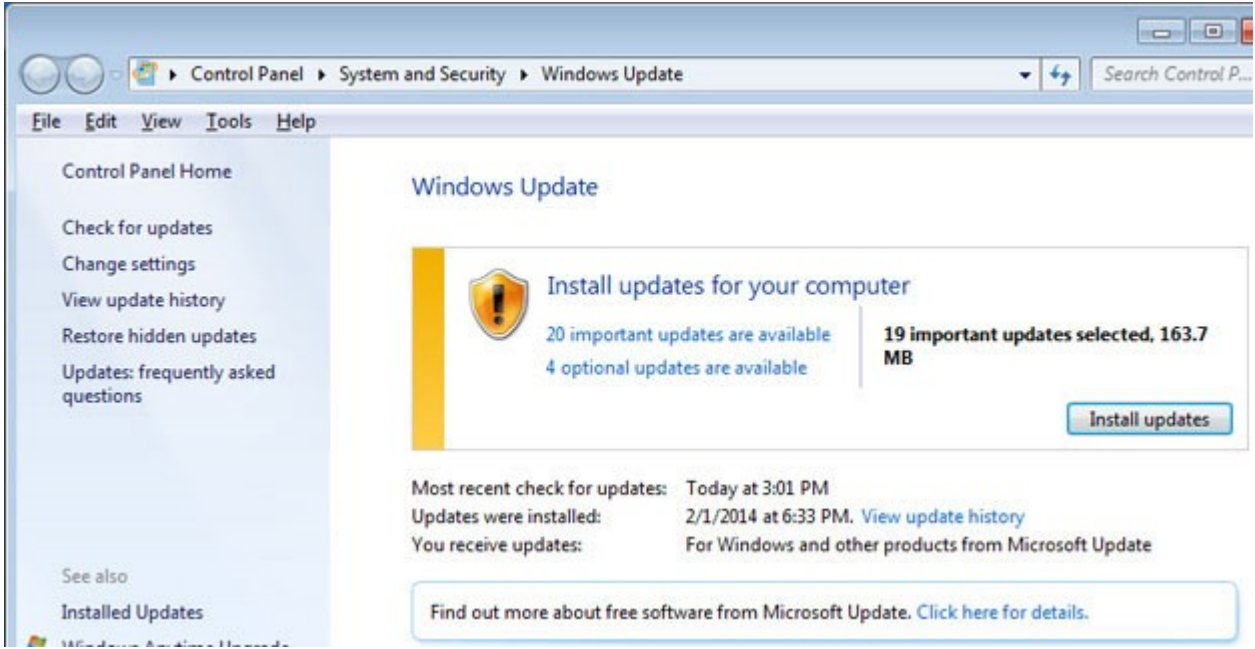 Control Panel ▸ System and Security ▸ Windows Update
Search Control P...
File Edit View Tools Help
Control Panel Home
Check for updates
Change settings
View update history
Restore hidden updates
Updates: frequently asked
questions
See also
Installed Updates
Windows Anytime Upgrade
Windows Update
Install updates for your computer
20 important updates are available
4 optional updates are available
19 important updates selected, 163.7
MB
Install updates
Most recent check for updates: Today at 3:01 PM
Updates were installed: 2/1/2014 at 6:33 PM. View update history
You receive updates: For Windows and other products from Microsoft Update
Find out more about free software from Microsoft Update. Click here for details.